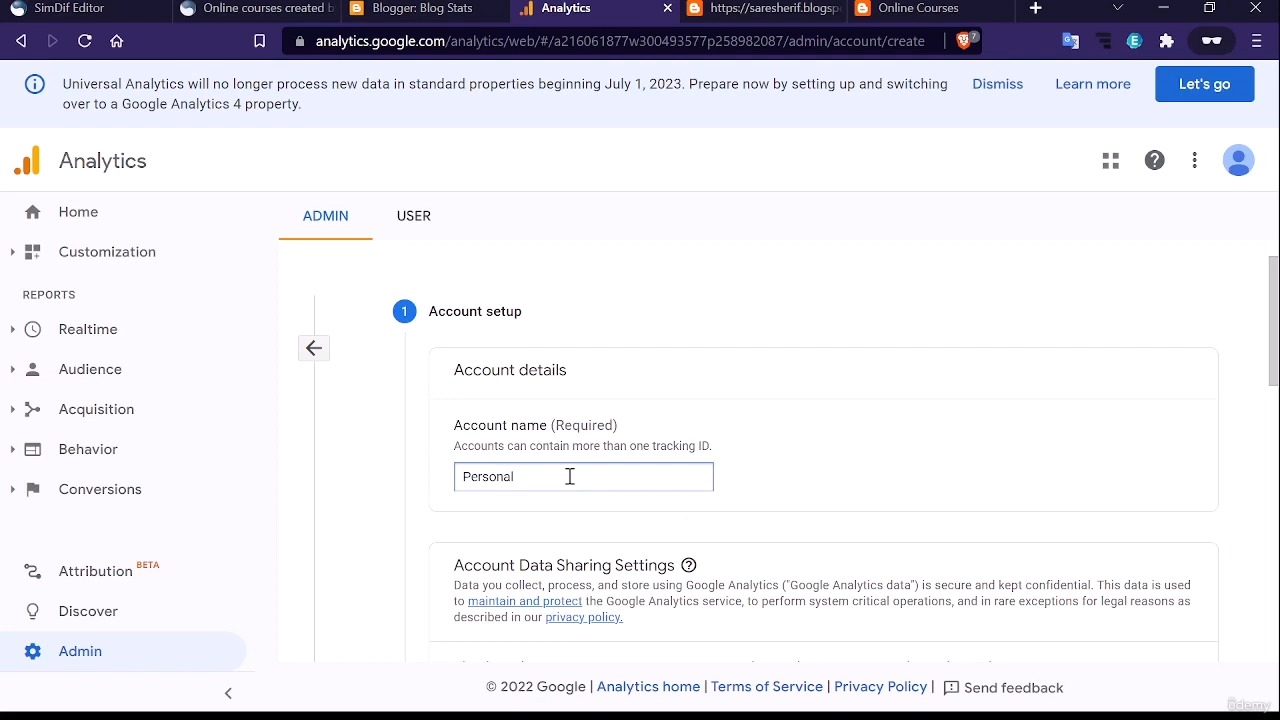 SimDif Editor
Online courses created b
Blogger: Blog Stats
Analytics
https://saresherif.blogsp
Online Courses
analytics.google.com/analytics/web/#/a216061877w300493577p258982087/admin/account/create
7
Universal Analytics will no longer process new data in standard properties beginning July 1, 2023. Prepare now by setting up and switching
over to a Google Analytics 4 property.
Dismiss
Learn more
Let's go
Analytics
Home
Customization
REPORTS
Realtime
Audience
Acquisition
Behavior
Conversions
Attribution BETA
Discover
Admin
ADMIN
USER
1
Account setup
Account details
Account name (Required)
Accounts can contain more than one tracking ID.
Personal
Account Data Sharing Settings
Data you collect, process, and store using Google Analytics ("Google Analytics data") is secure and kept confidential. This data is used
to maintain and protect the Google Analytics service, to perform system critical operations, and in rare exceptions for legal reasons as
described in our privacy policy.
© 2022 Google | Analytics home | Terms of Service | Privacy Policy | Send feedback
ûdemy